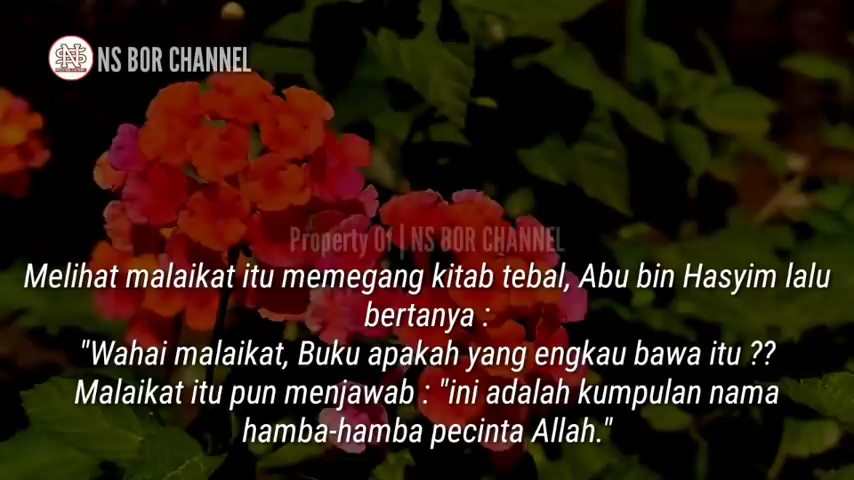 NS BOR CHANNEL
Property Of | NS BOR CHANNEL
Melihat malaikat itu memegang kitab tebal, Abu bin Hasyim lalu
bertanya :
"Wahai malaikat, Buku apakah yang engkau bawa itu ??
Malaikat itu pun menjawab : "ini adalah kumpulan nama
hamba-hamba pecinta Allah."